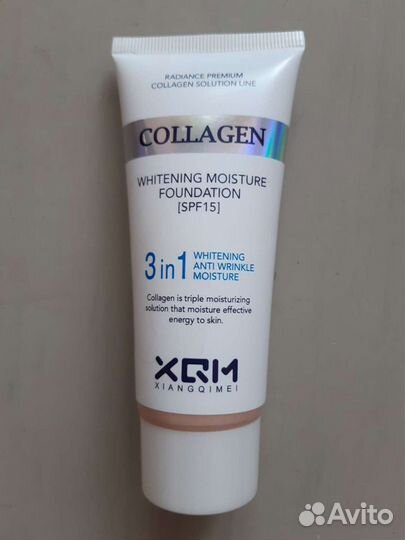 RADIANCE PREMIUM
COLLAGEN SOLUTION LINE
COLLAGEN
WHITENING MOISTURE
FOUNDATION
[SPF15]
3 in 1 WHITENING
ANTI WRINKLE
MOISTURE
Collagen is triple moisturizing
solution that moisture effective
energy to skin.
XQM
XIANGQIMEI
Avito